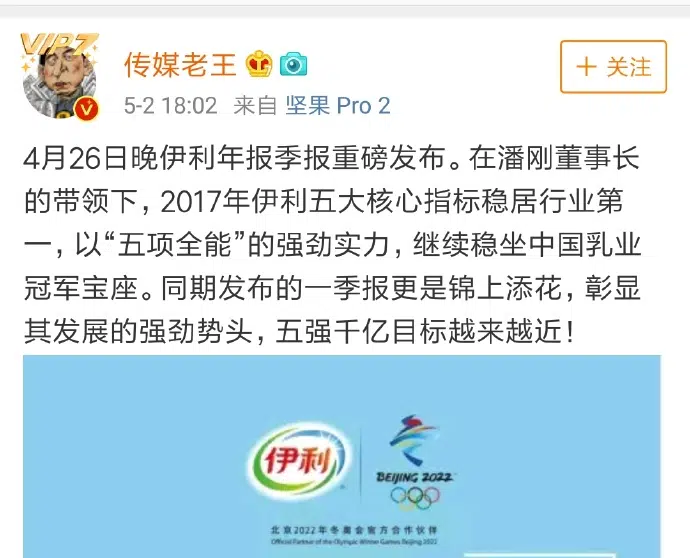 VIP7
传媒老王
+ 关注
5-2 18:02 来自 坚果 Pro 2
4月26日晚伊利年报季报重磅发布。在潘刚董事长
的带领下，2017年伊利五大核心指标稳居行业第
一，以“五项全能”的强劲实力，继续稳坐中国乳业
冠军宝座。同期发布的一季报更是锦上添花，彰显
其发展的强劲势头，五强千亿目标越来越近！
伊利
BEIJING 2022
北京2022年冬奥会官方合作伙伴
Official Partner of the Olympic Winter Games Beijing 2022